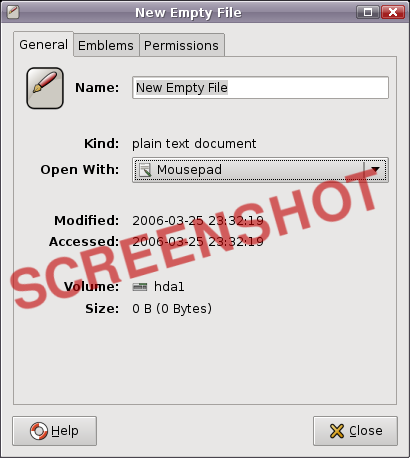 New Empty File
General Emblems Permissions
Name: New Empty File
Kind: plain text document
Open With: Mousepad
Modified: 2006-03-25 23:32:19
Accessed: 2006-03-25 23:32:19
SCREENSHOT
Volume: hda1
Size: 0 B (0 Bytes)
Help Close